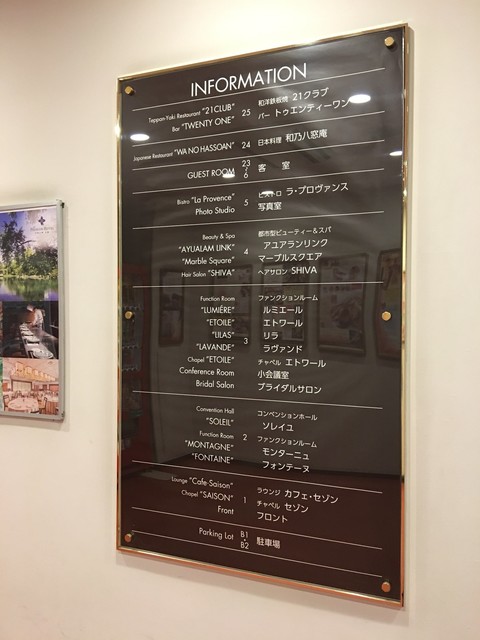 INFORMATION
Teppan-Yaki Restaurant "21CLUB" 25 和洋鉄板焼 21クラブ
Bar "TWENTY ONE" バー トゥエンティーワン
Japanese Restaurant "WA NO HASSOAN" 24 日本料理 和乃八窓庵
GUEST ROOM 23 ~ 6 客 室
Bistro "La Provence" 5 ビストロ ラ・プロヴァンス
Photo Studio 写真室
Beauty & Spa 4 都市型ビューティー&スパ
"AYUALAM LINK" アユアランリンク
"Marble Square" マーブルスクエア
Hair Salon "SHIVA" ヘアサロン SHIVA
Function Room 3 ファンクションルーム
"LUMIÈRE" ルミエール
"ETOILE" エトワール
"LILAS" リラ
"LAVANDE" ラヴァンド
Chapel "ETOILE" チャペル エトワール
Conference Room 小会議室
Bridal Salon ブライダルサロン
Convention Hall 2 コンベンションホール
"SOLEIL" ソレイユ
Function Room ファンクションルーム
"MONTAGNE" モンターニュ
"FONTAINE" フォンテーヌ
Lounge "Cafe-Saison" 1 ラウンジ カフェ・セゾン
Chapel "SAISON" チャペル セゾン
Front フロント
Parking Lot B1 · B2 駐車場